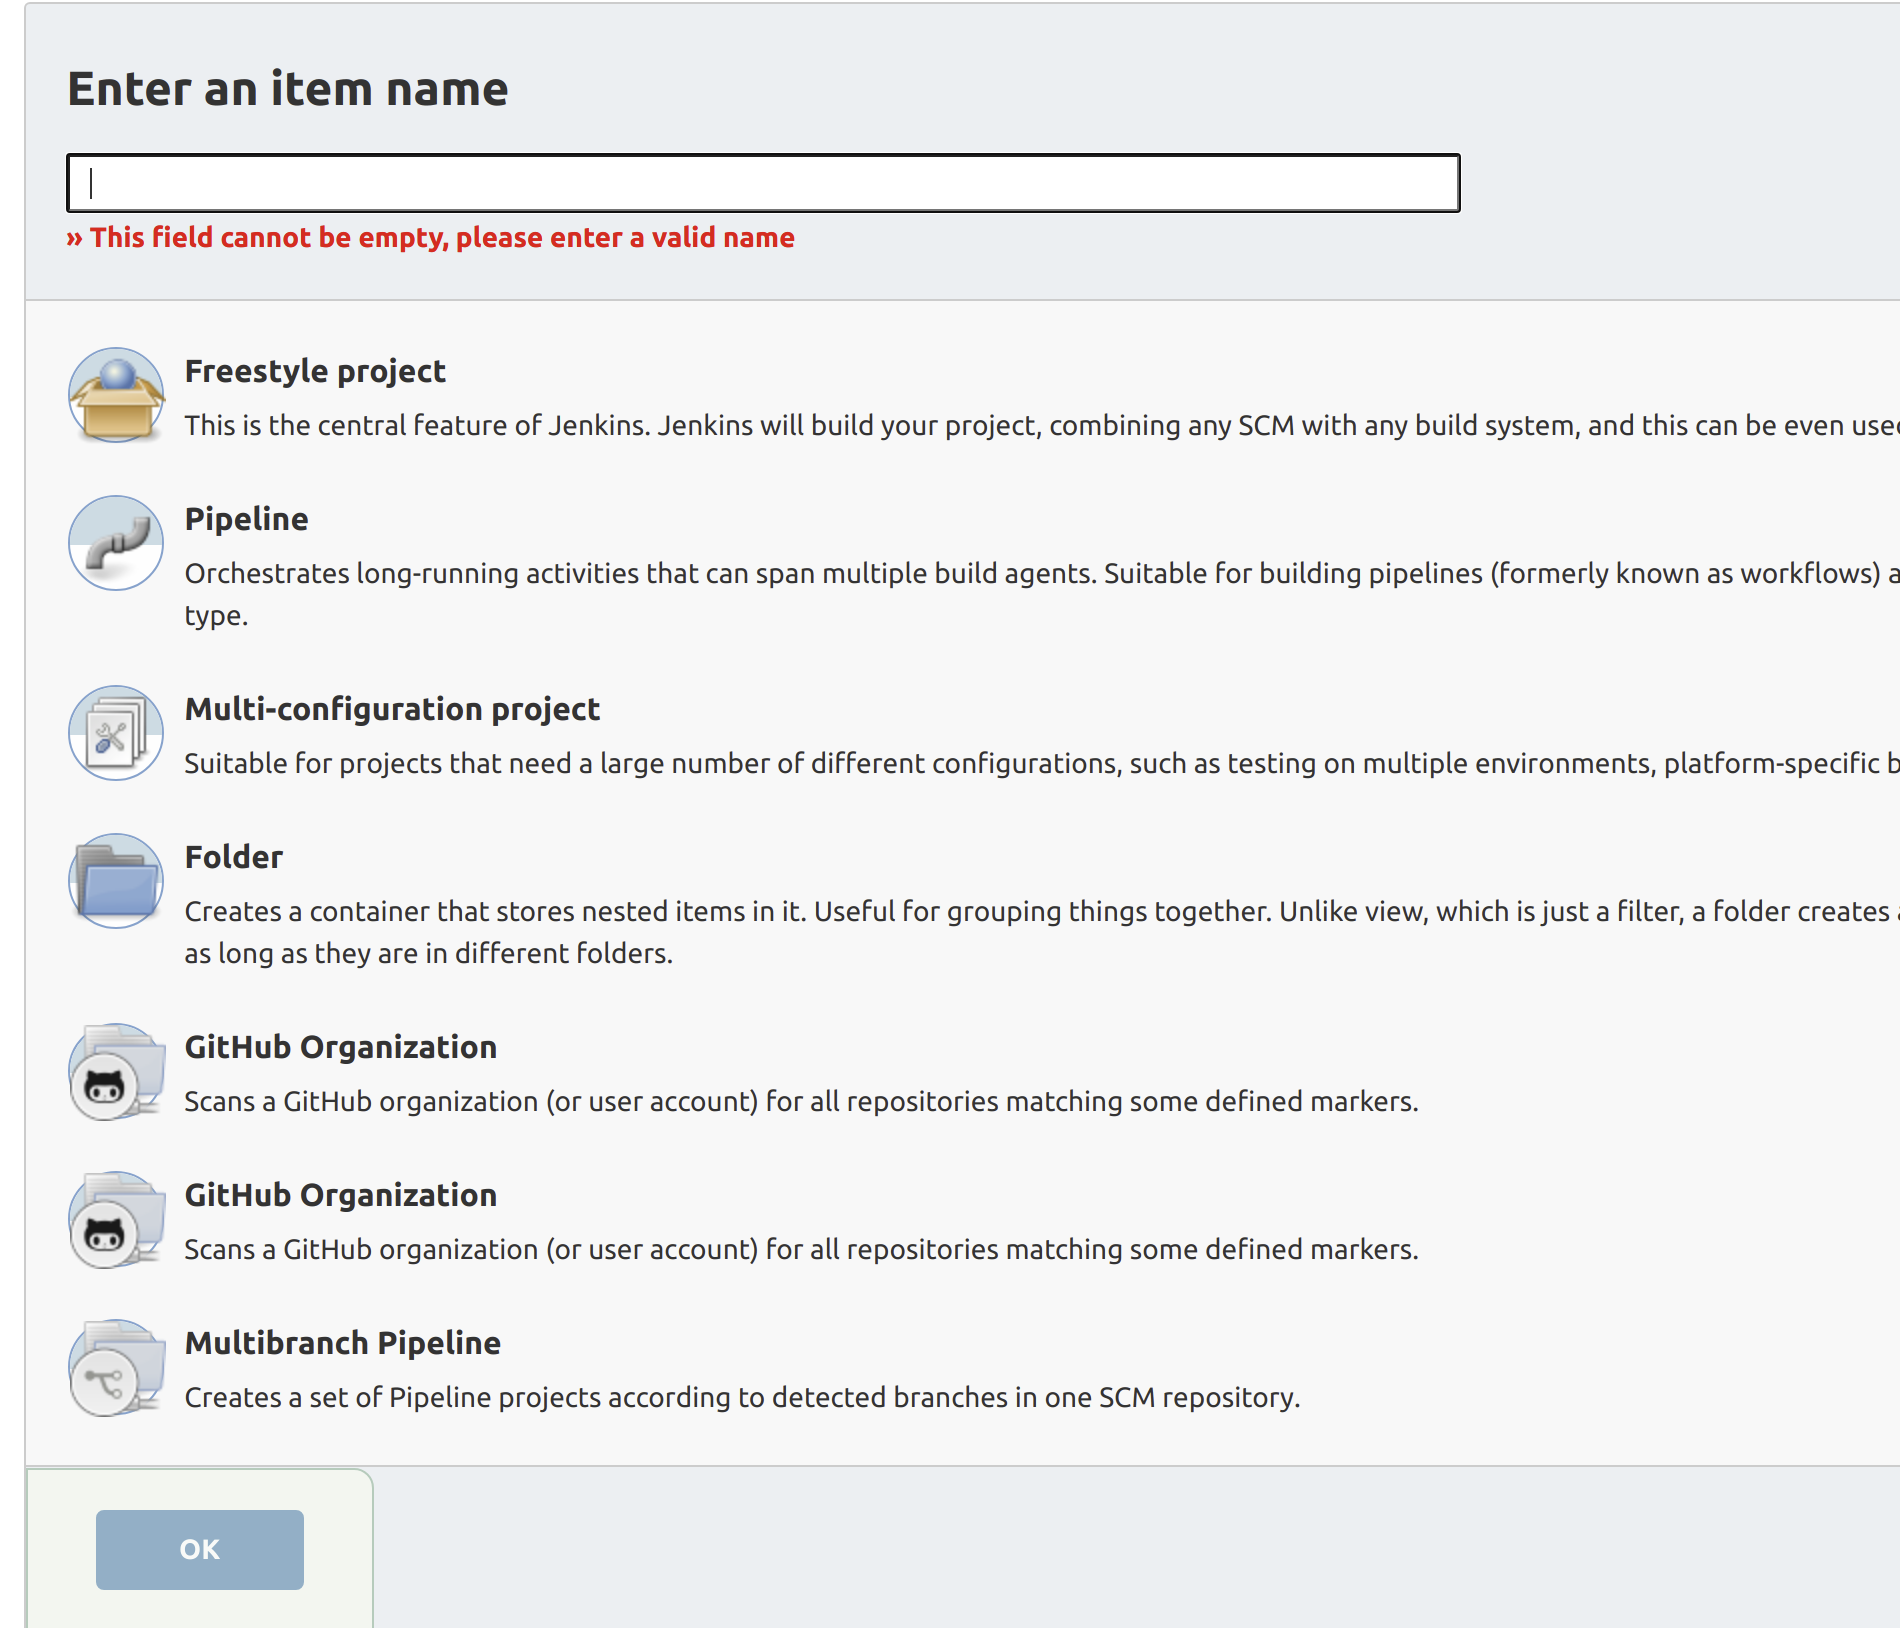 Enter an item name
» This field cannot be empty, please enter a valid name
Freestyle project
This is the central feature of Jenkins. Jenkins will build your project, combining any SCM with any build system, and this can be even
Pipeline
Orchestrates long-running activities that can span multiple build agents. Suitable for building pipelines (formerly known as workflows)
type.
Multi-configuration project
Suitable for projects that need a large number of different configurations, such as testing on multiple environments, platform-specific
Folder
Creates a container that stores nested items in it. Useful for grouping things together. Unlike view, which is just a filter, a folder creates
as long as they are in different folders.
GitHub Organization
Scans a GitHub organization (or user account) for all repositories matching some defined markers.
GitHub Organization
Scans a GitHub organization (or user account) for all repositories matching some defined markers.
Multibranch Pipeline
Creates a set of Pipeline projects according to detected branches in one SCM repository.
OK